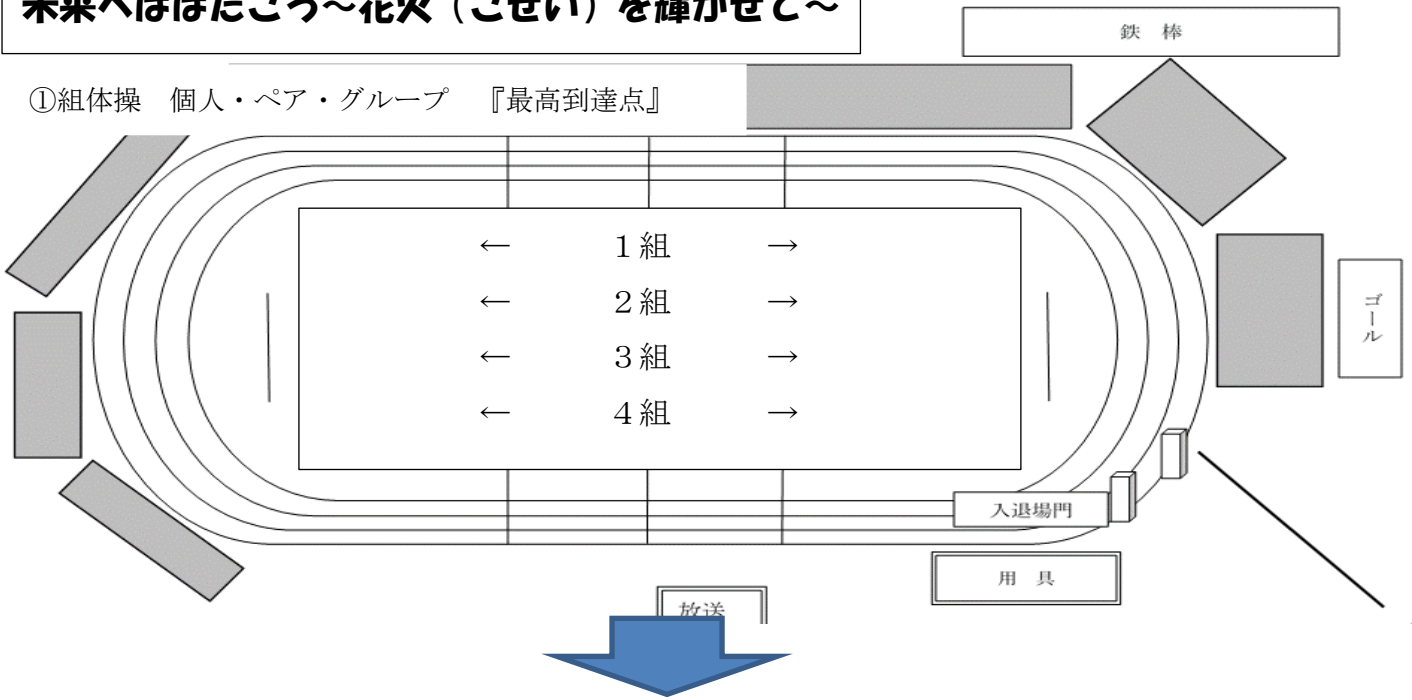 未来へはばたこう～花火（こせい）を輝かせて～
鉄　棒
①組体操　個人・ペア・グループ　『最高到達点』
←　１組　→
←　２組　→
←　３組　→
←　４組　→
ゴール
入退場門
用　具
放送